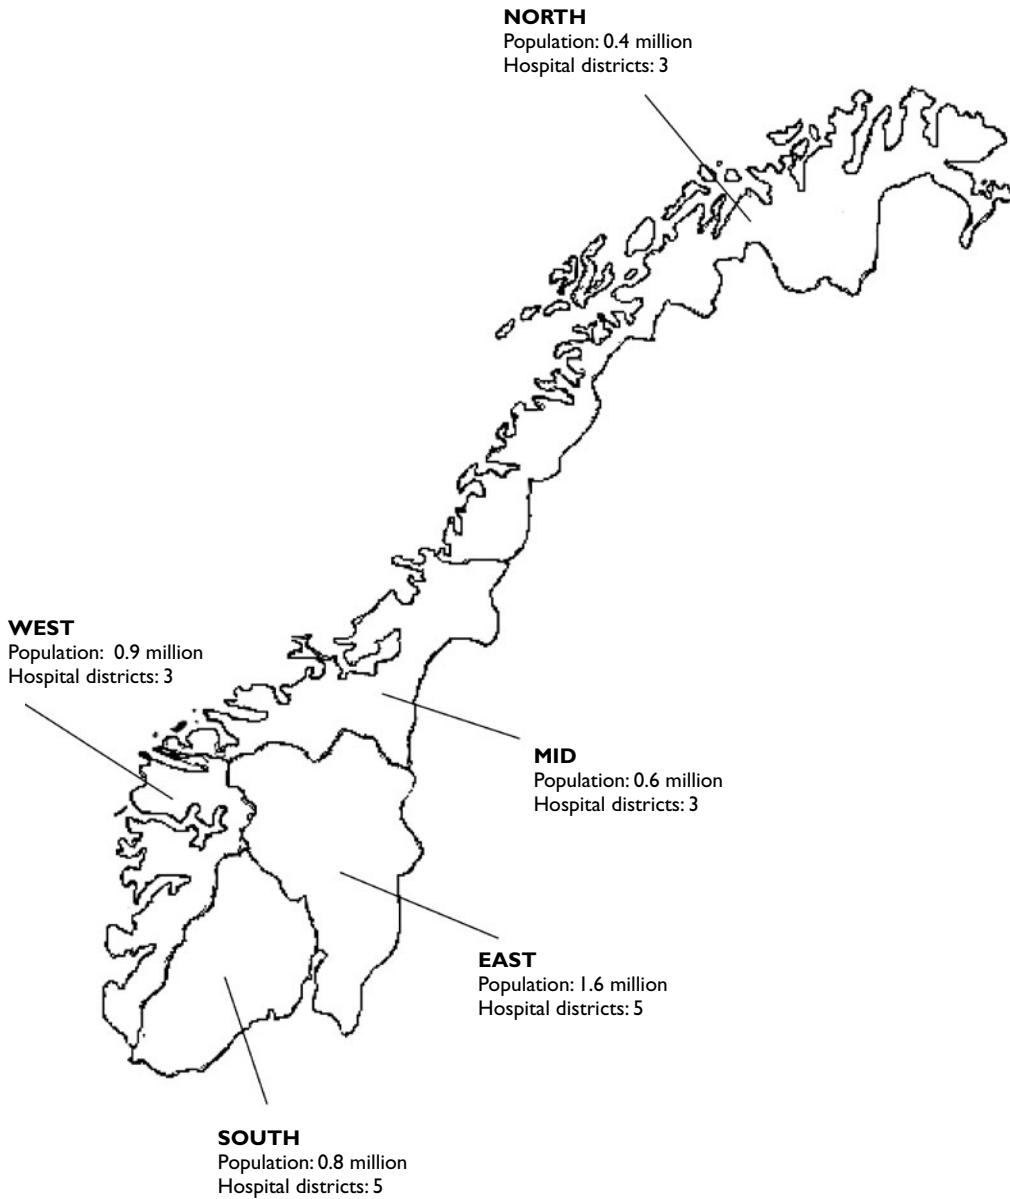 NORTH
Population: 0.4 million
Hospital districts: 3
WEST
Population: 0.9 million
Hospital districts: 3
MID
Population: 0.6 million
Hospital districts: 3
EAST
Population: 1.6 million
Hospital districts: 5
SOUTH
Population: 0.8 million
Hospital districts: 5